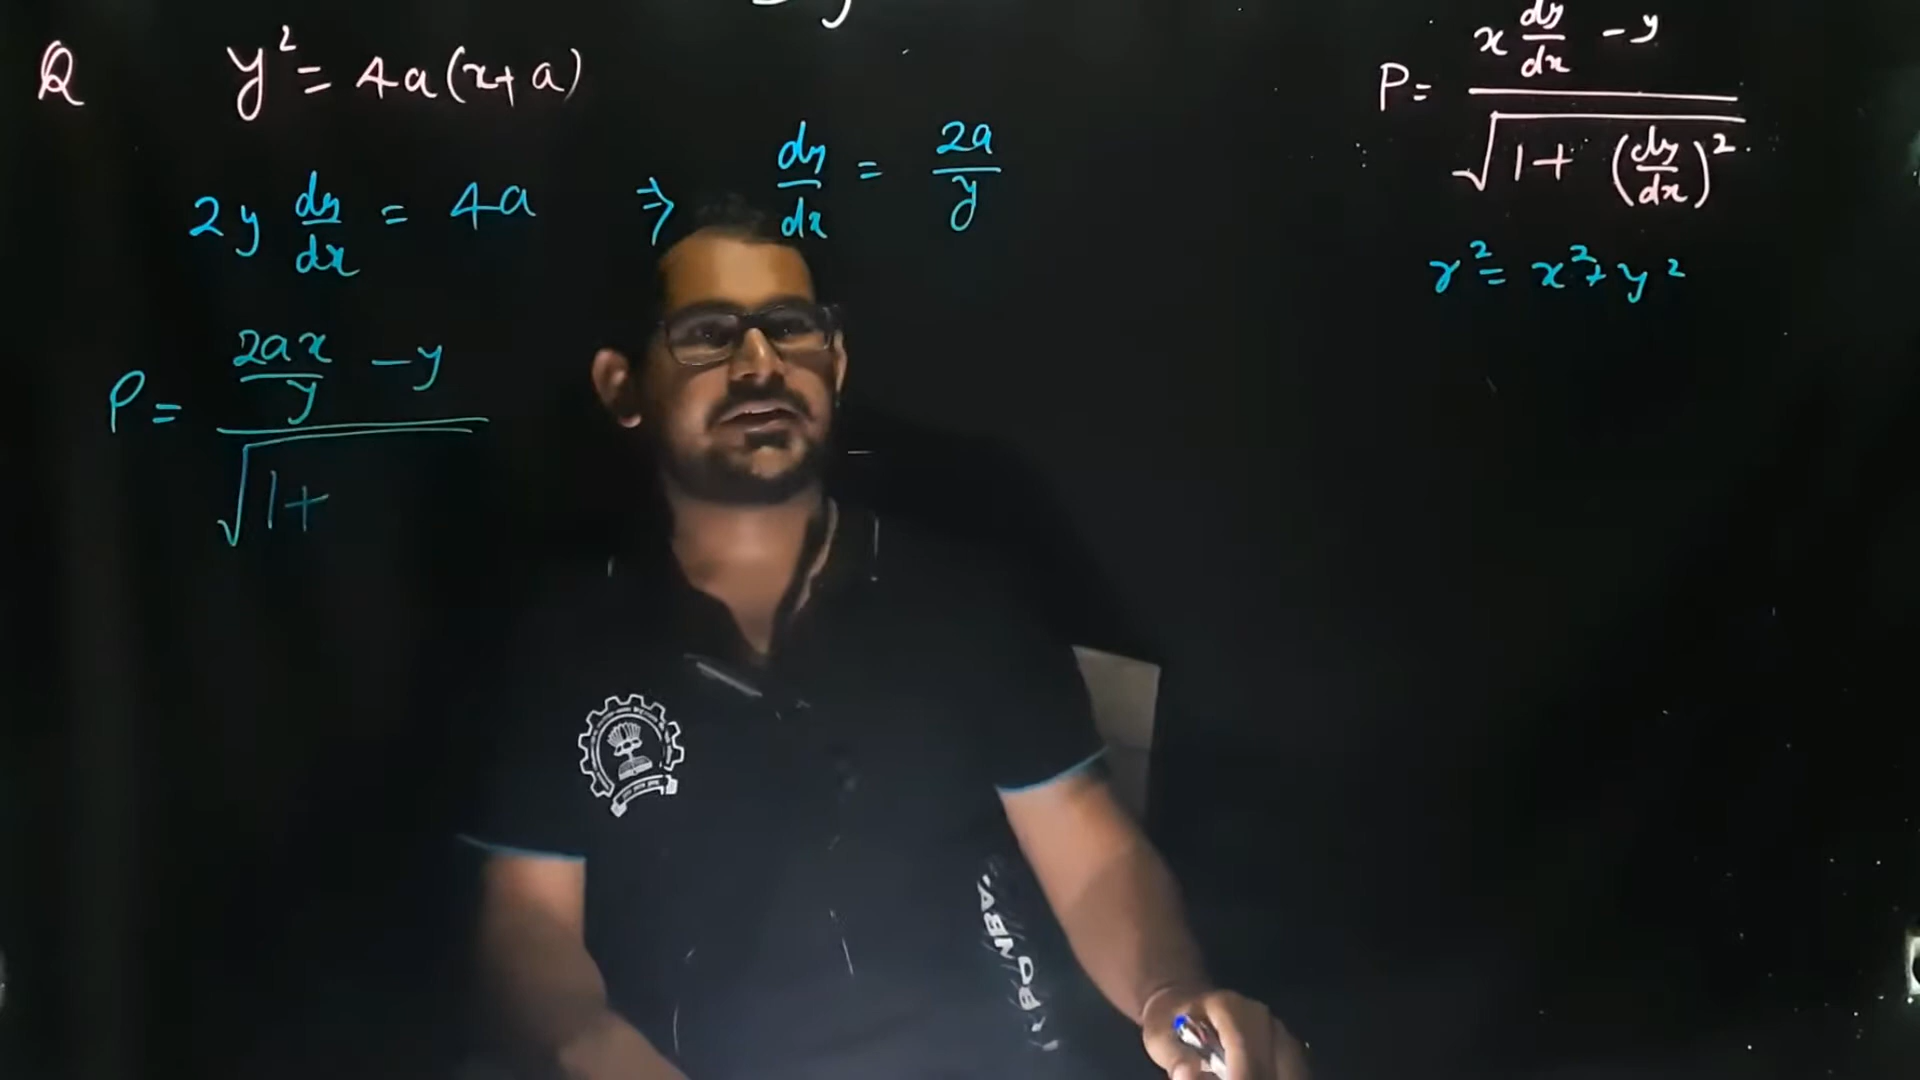 Q y² = 4a(x+a)
2y dy/dx = 4a ⇒ dy/dx = 2a/y
P = (2ax/y - y) / √(1+
P = (x dy/dx - y) / √(1+ (dy/dx)²)
r² = x² + y²